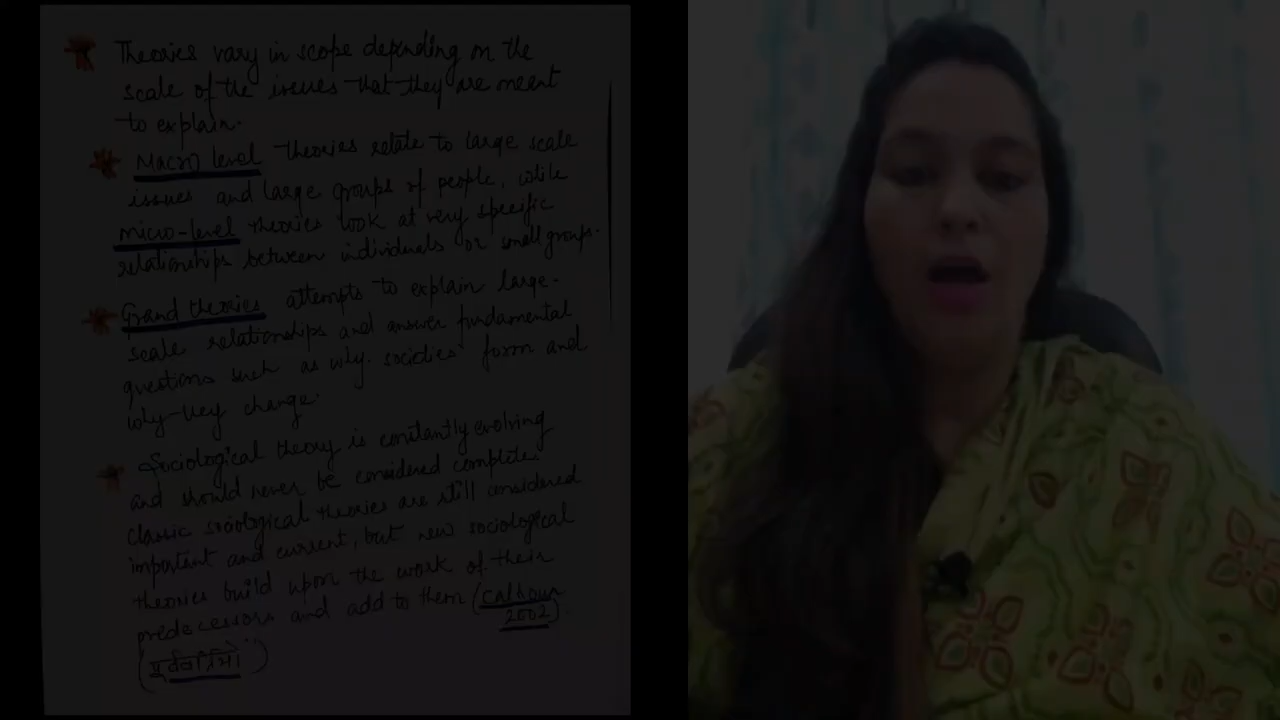 Theories vary in scope depending on the
scale of the issues that they are meant
to explain.
Macro level theories relate to large scale
issues and large groups of people, while
micro-level theories look at very specific
relationships between individuals or small groups.
Grand theories attempts to explain large-
scale relationships and answer fundamental
questions such as why societies form and
why they change.
Sociological theory is constantly evolving
and should never be considered complete.
classic sociological theories are still considered
important and current, but new sociological
theories build upon the work of their
predecessors and add to them (Calhoun
2002).